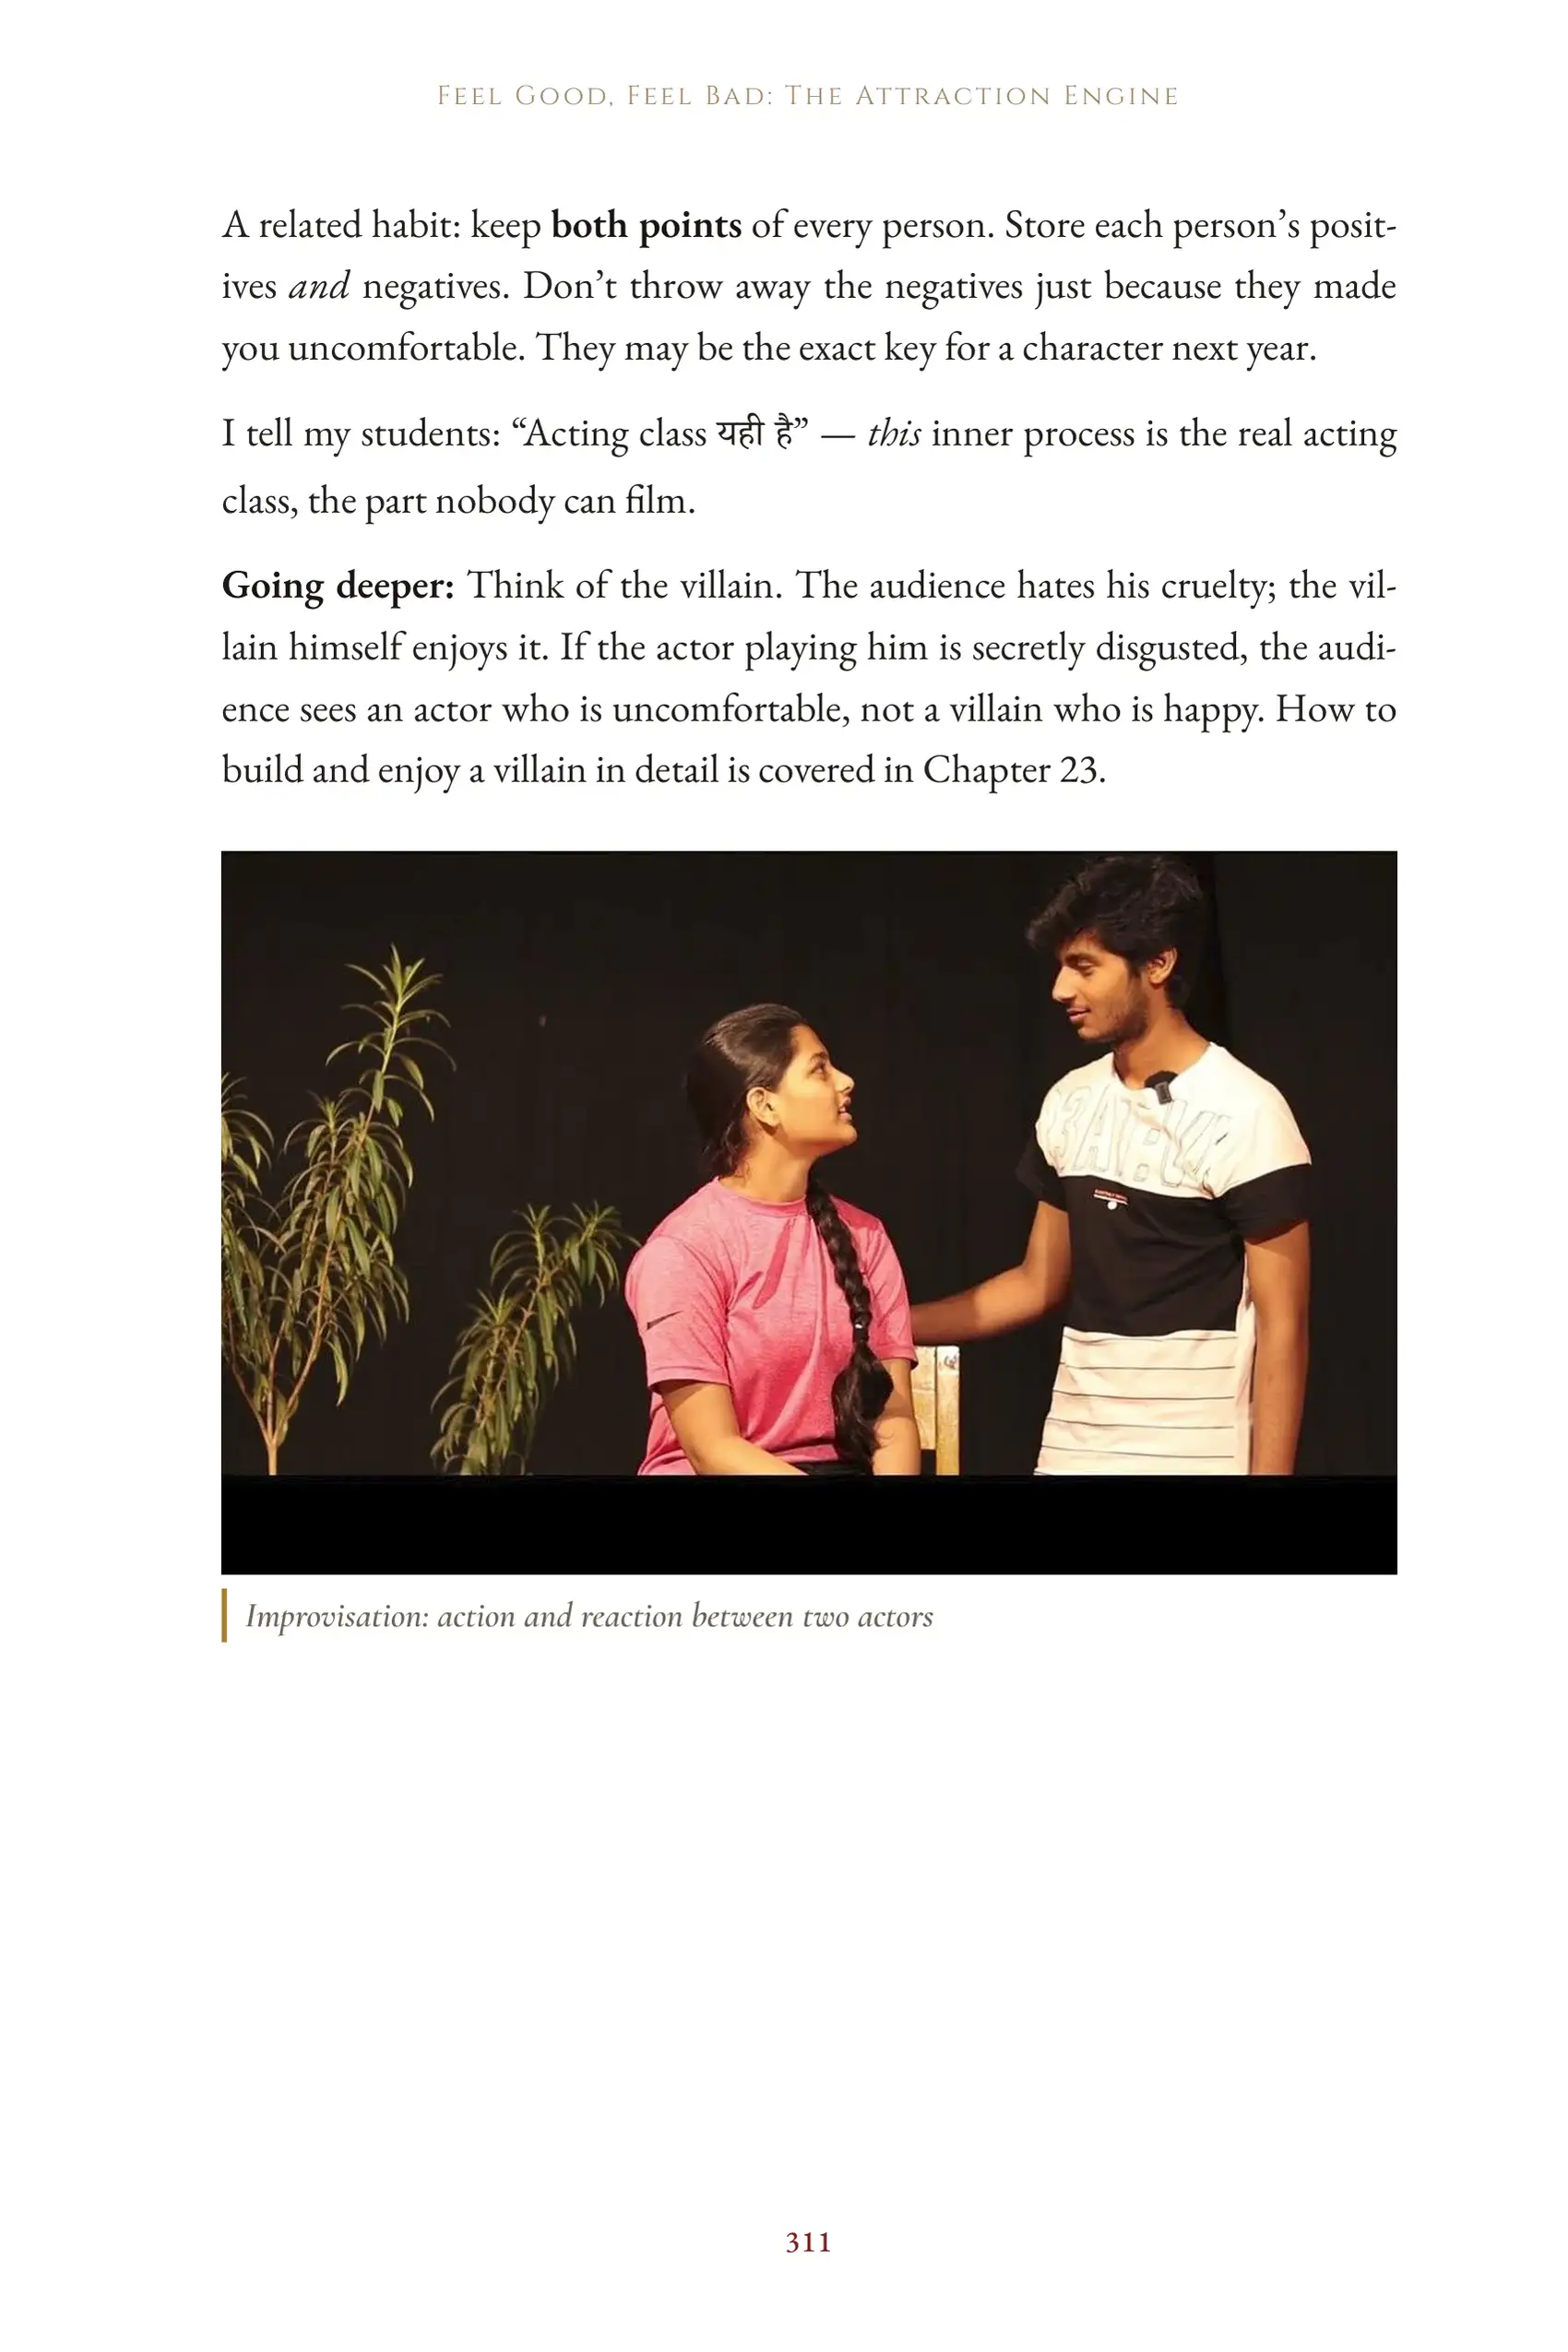 FEEL GOOD, FEEL BAD: THE ATTRACTION ENGINE
A related habit: keep both points of every person. Store each person’s posit-
ives and negatives. Don’t throw away the negatives just because they made
you uncomfortable. They may be the exact key for a character next year.
I tell my students: “Acting class यही है” — this inner process is the real acting
class, the part nobody can film.
Going deeper: Think of the villain. The audience hates his cruelty; the vil-
lain himself enjoys it. If the actor playing him is secretly disgusted, the audi-
ence sees an actor who is uncomfortable, not a villain who is happy. How to
build and enjoy a villain in detail is covered in Chapter 23.
Improvisation: action and reaction between two actors
311